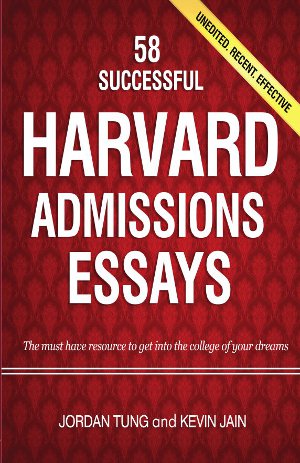 58
SUCCESSFUL
UNEDITED, RECENT, EFFECTIVE
HARVARD
ADMISSIONS
ESSAYS
The must have resource to get into the college of your dreams
JORDAN TUNG and KEVIN JAIN